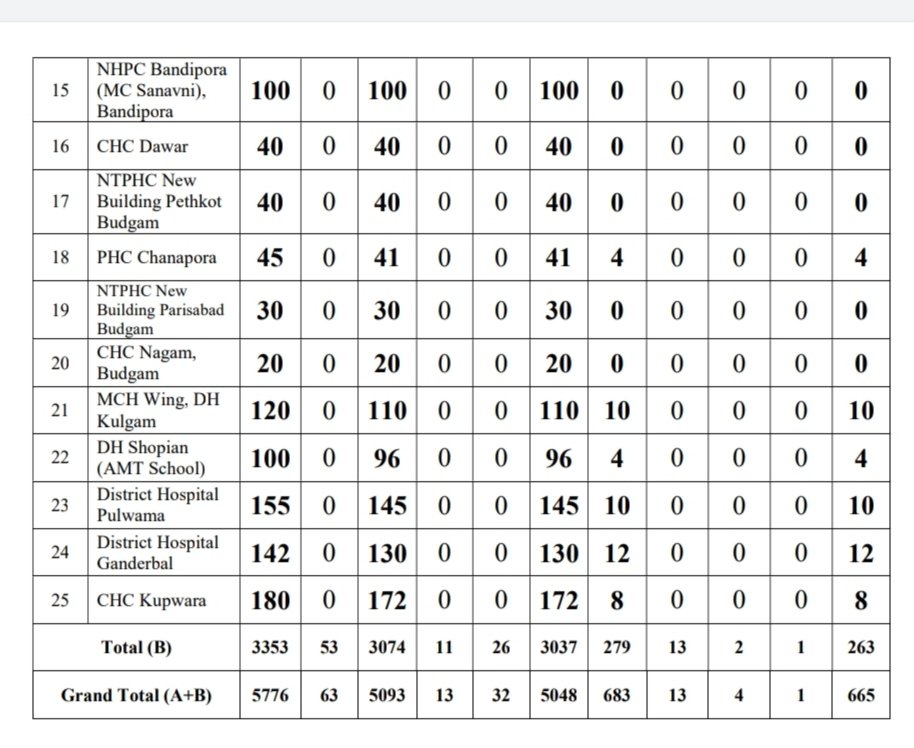 15 NHPC Bandipora (MC Sanavni), Bandipora 100 0 100 0 0 100 0 0 0 0 0
16 CHC Dawar 40 0 40 0 0 40 0 0 0 0 0
17 NTPHC New Building Pethkot Budgam 40 0 40 0 0 40 0 0 0 0 0
18 PHC Chanapora 45 0 41 0 0 41 4 0 0 0 4
19 NTPHC New Building Parisabad Budgam 30 0 30 0 0 30 0 0 0 0 0
20 CHC Nagam, Budgam 20 0 20 0 0 20 0 0 0 0 0
21 MCH Wing, DH Kulgam 120 0 110 0 0 110 10 0 0 0 10
22 DH Shopian (AMT School) 100 0 96 0 0 96 4 0 0 0 4
23 District Hospital Pulwama 155 0 145 0 0 145 10 0 0 0 10
24 District Hospital Ganderbal 142 0 130 0 0 130 12 0 0 0 12
25 CHC Kupwara 180 0 172 0 0 172 8 0 0 0 8
Total (B) 3353 53 3074 11 26 3037 279 13 2 1 263
Grand Total (A+B) 5776 63 5093 13 32 5048 683 13 4 1 665